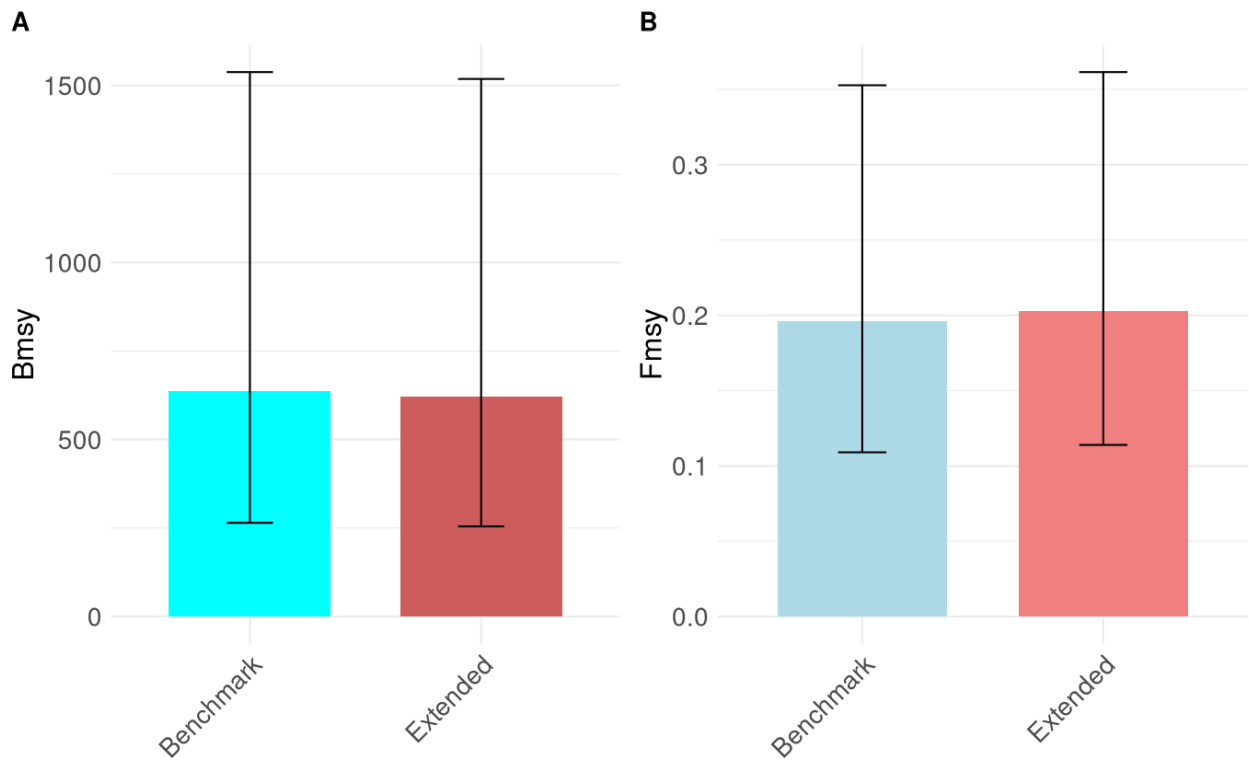 A
Bmsy
1500
1000
500
0
Benchmark
Extended
B
Fmsy
0.3
0.2
0.1
0.0
Benchmark
Extended